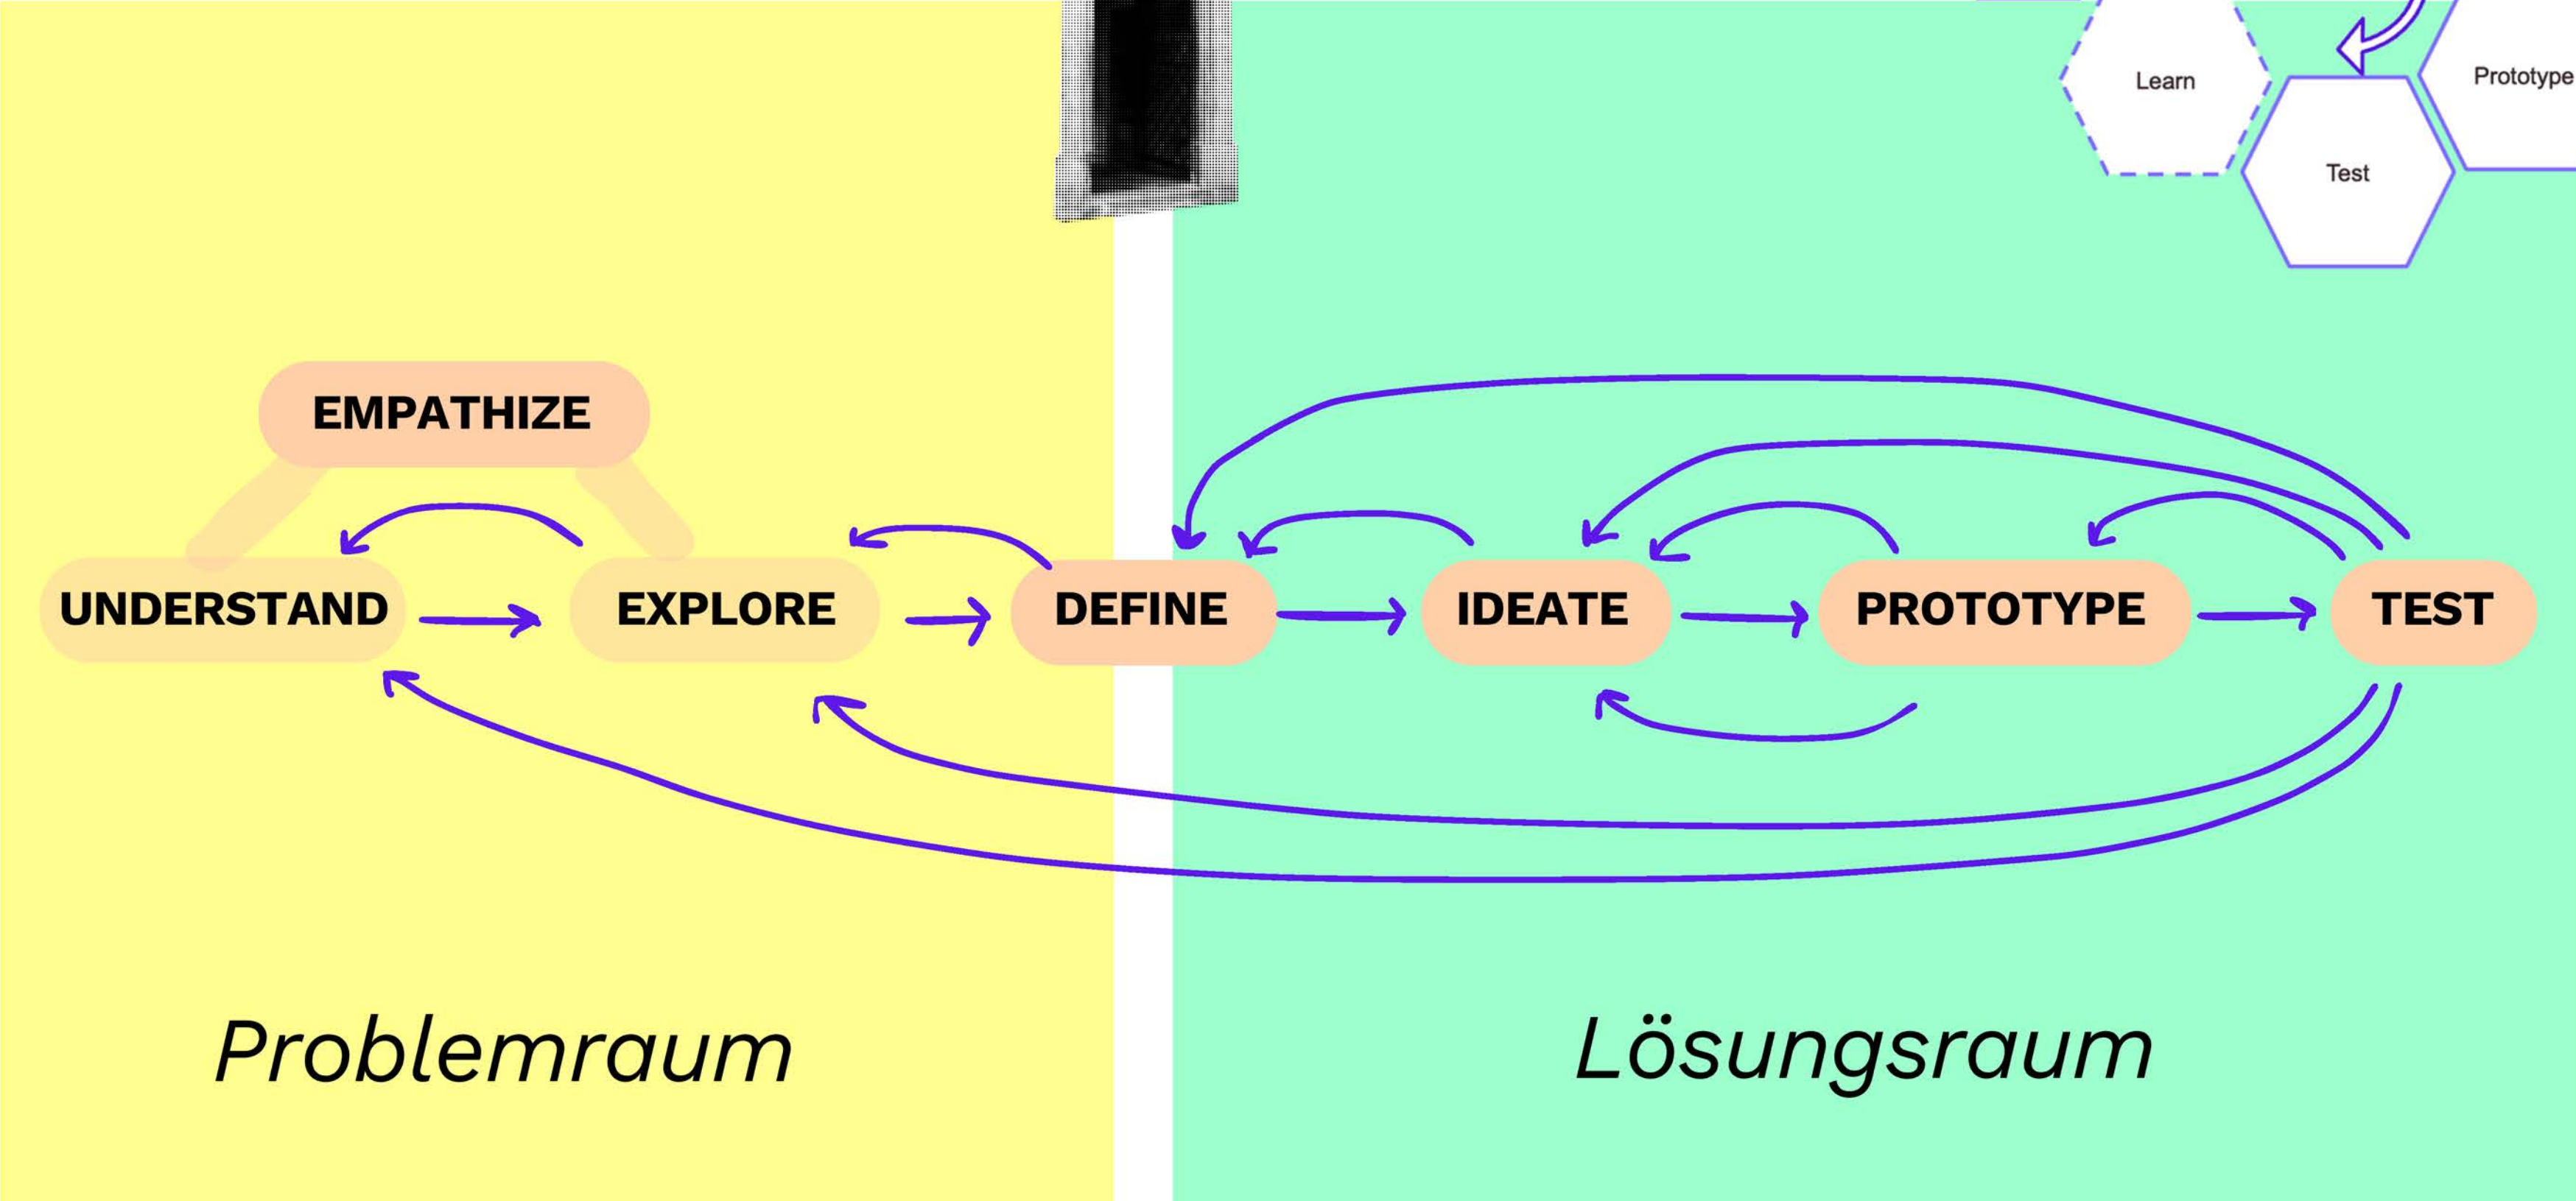 Learn
Prototype
Test
EMPATHIZE
UNDERSTAND
EXPLORE
DEFINE
IDEATE
PROTOTYPE
TEST
Problemraum
Lösungsraum